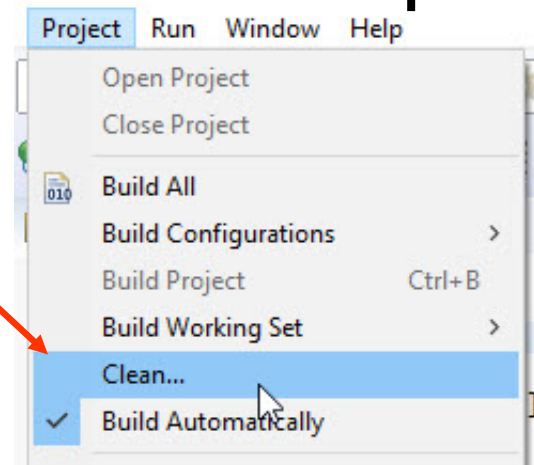 Project Run Window Help
Open Project
Close Project
010 Build All
Build Configurations >
Build Project Ctrl+B
Build Working Set >
Clean...
Build Automatically